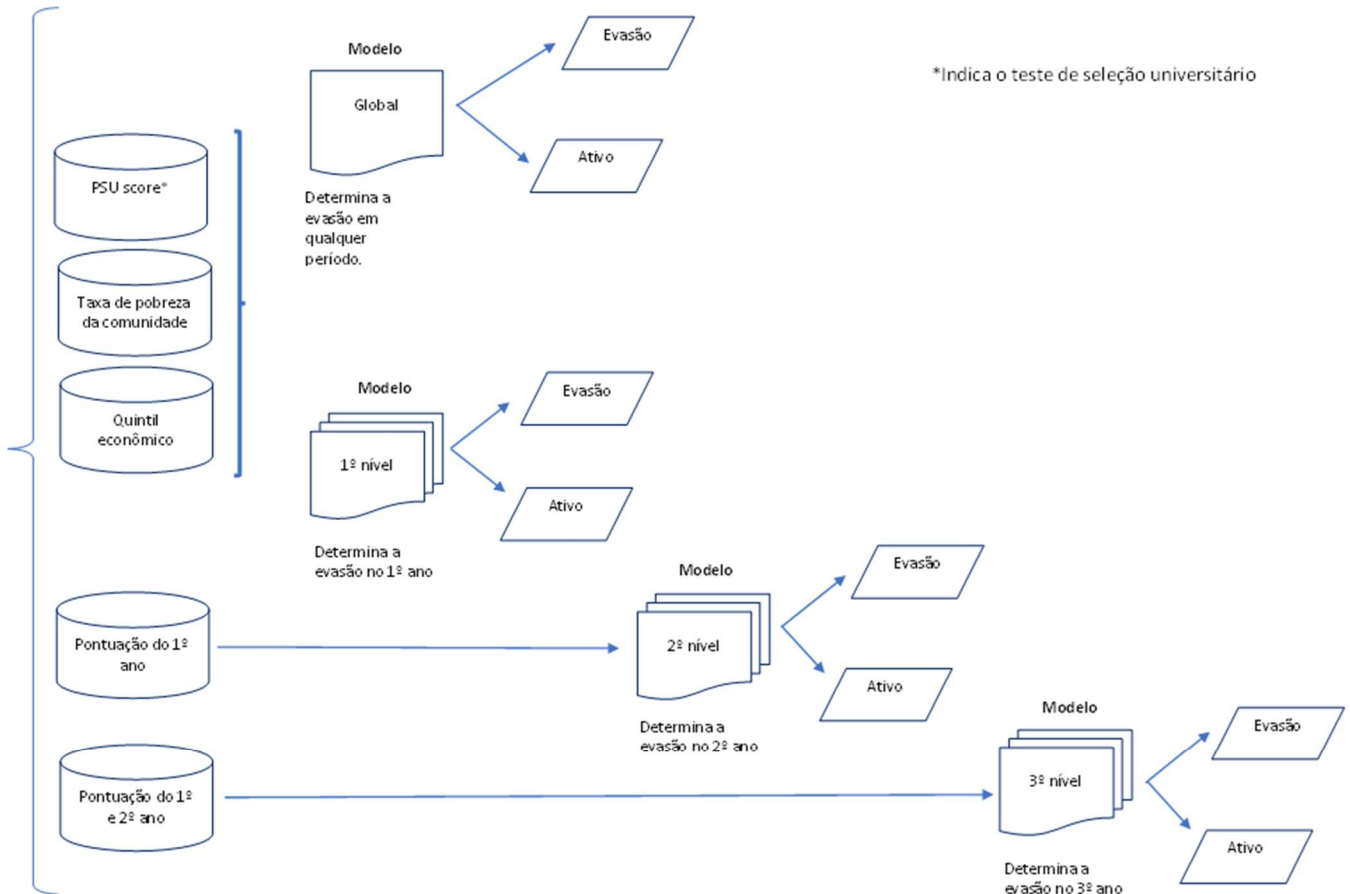 Modelo
Global
Determina a
evasão em
qualquer
período.
Evasão
Ativo
*Indica o teste de seleção universitário
PSU score*
Taxa de pobreza
da comunidade
Quintil
econômico
Modelo
1º nível
Determina a
evasão no 1º ano
Evasão
Ativo
Pontuação do 1º
ano
Modelo
2º nível
Determina a
evasão no 2º ano
Evasão
Ativo
Pontuação do 1º
e 2º ano
Modelo
3º nível
Determina a
evasão no 3º ano
Evasão
Ativo